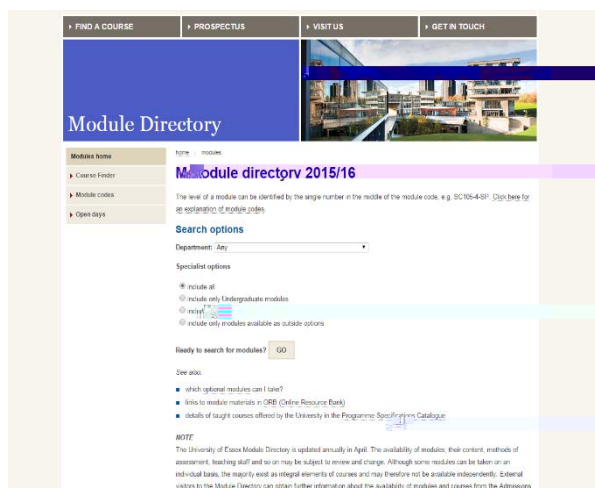 FIND A COURSE
PROSPECTUS
VISIT US
GET IN TOUCH
Module Directory
Modules home
Course Finder
Module codes
Open days
home modules
Module directory 2015/16
The level of a module can be identified by the single number in the middle of the module code, e.g. SC105-4-SP. Click here for
an explanation of module codes.
Search options
Department: Any
Specialist options
include all
include only Undergraduate modules
include only modules available as outside options
Ready to search for modules? GO
See also:
which optional modules can I take?
links to module materials in ORB (Online Resource Bank)
details of taught courses offered by the University in the Programme Specifications Catalogue
NOTE
The University of Essex Module Directory is updated annually in April. The availability of modules, their content, methods of
assessment, teaching staff and so on may be subject to review and change. Although some modules can be taken on an
individual basis, the majority exist as integral elements of courses and may therefore not be available independently. External
visitors to the Module Directory can obtain further information about the availability of modules and courses from the Admissions